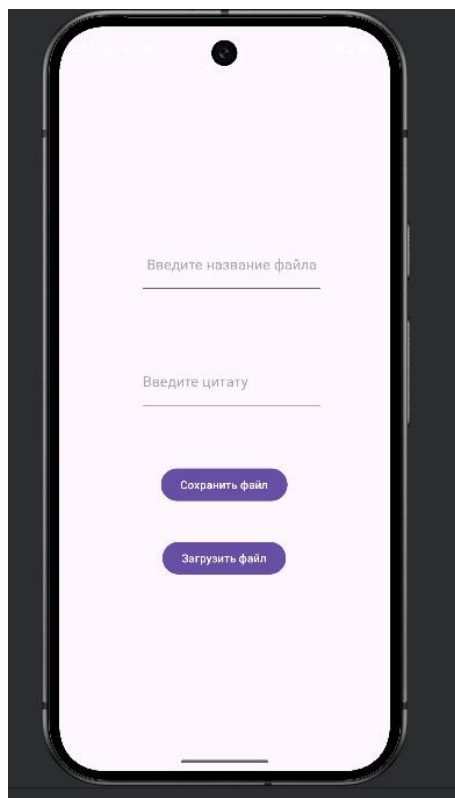 Введите название файла
Введите цитату
Сохранить файл
Загрузить файл